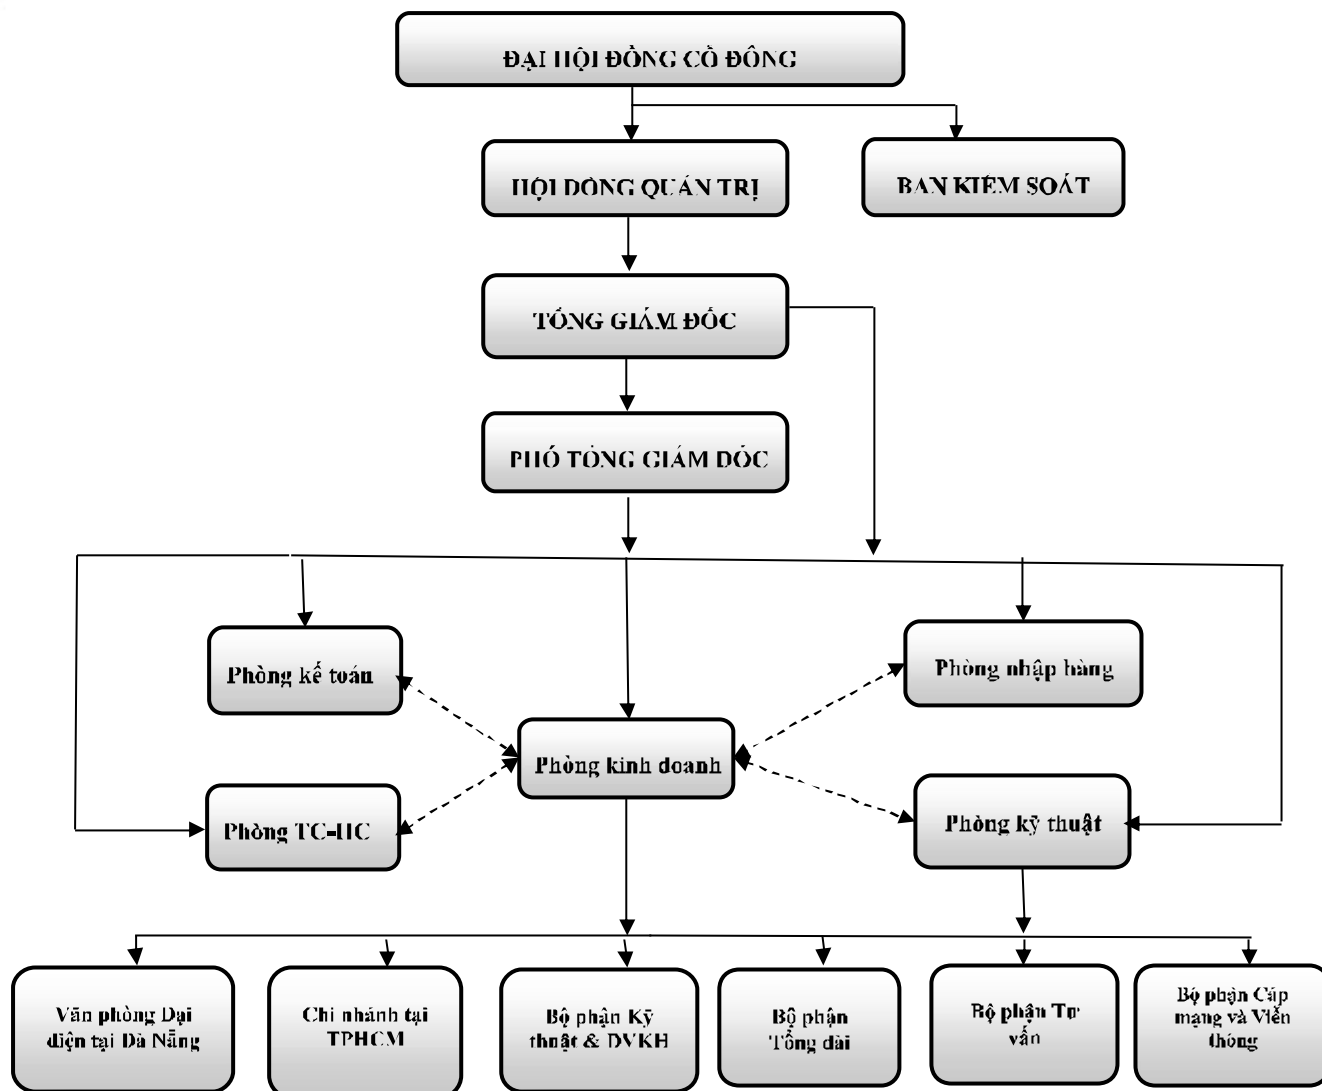 ĐẠI HỘI ĐỒNG CỔ ĐÔNG
HỘI ĐỒNG QUẢN TRỊ
BAN KIỂM SOÁT
TỔNG GIÁM ĐỐC
PHÓ TỔNG GIÁM ĐỐC
Phòng kế toán
Phòng nhập hàng
Phòng kinh doanh
Phòng TC-HC
Phòng kỹ thuật
Văn phòng Đại
diện tại Đà Nẵng
Chi nhánh tại
TPHCM
Bộ phận Kỹ
thuật & DVKH
Bộ phận
Tổng đài
Bộ phận Tư
vấn
Bộ phận Cáp
mạng và Viễn
thông